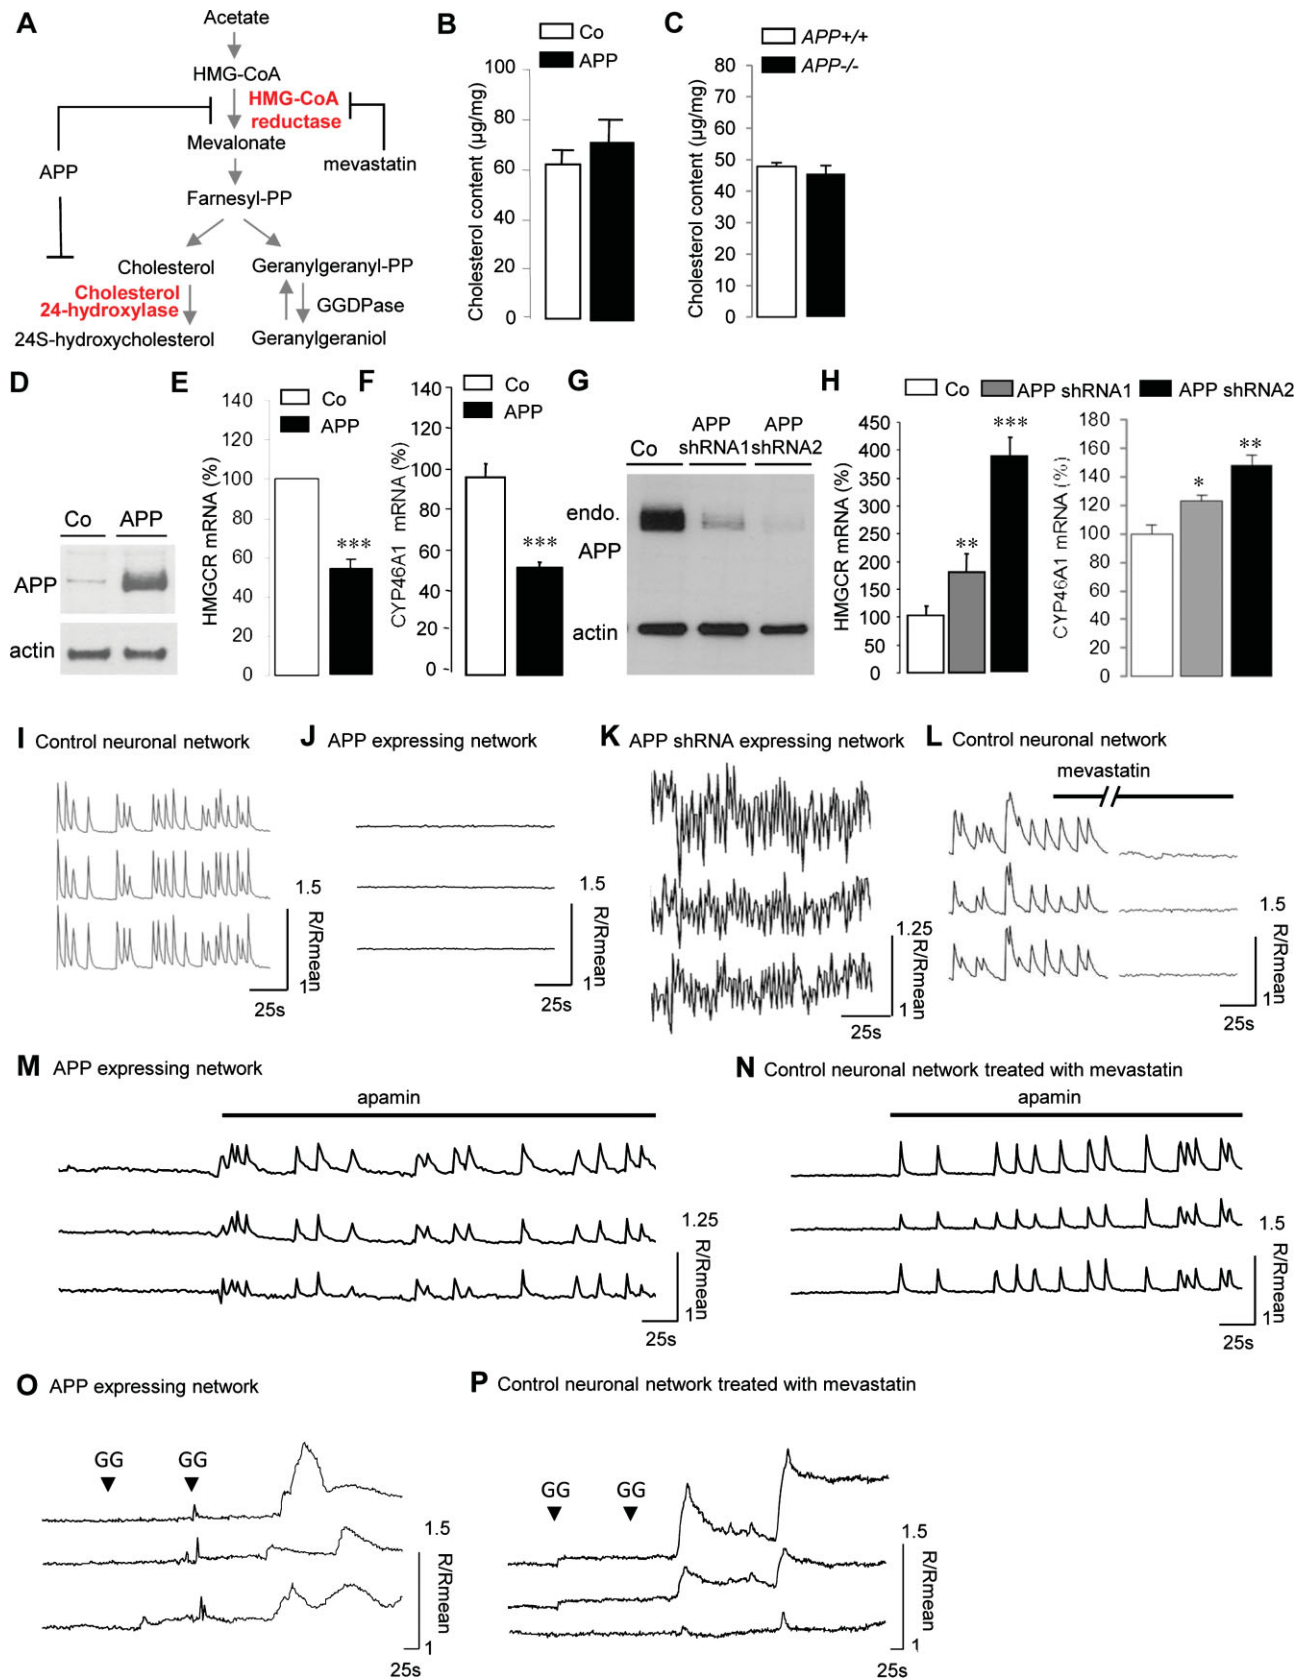 A
Acetate
HMG-CoA
HMG-CoA
reductase
Mevalonate
APP
mevastatin
Farnesyl-PP
Cholesterol
Geranylgeranyl-PP
Cholesterol
24-hydroxylase
GGDPase
24S-hydroxycholesterol
Geranylgeraniol
B
Co
APP
Cholesterol content (µg/mg)
100
80
60
40
20
0
C
APP+/+
APP-/-
Cholesterol content (µg/mg)
80
70
60
50
40
30
20
10
0
D
Co APP
APP
actin
E
Co
APP
HMGCR mRNA (%)
140
120
100
80
60
40
20
0
***
F
Co
APP
CYP46A1 mRNA (%)
140
120
100
80
60
40
20
0
***
G
Co
APP
shRNA1
APP
shRNA2
endo.
APP
actin
H
Co APP shRNA1 APP shRNA2
HMGCR mRNA (%)
450
400
350
300
250
200
150
100
50
0
**
***
CYP46A1 mRNA (%)
180
160
140
120
100
80
60
40
20
0
*
**
I Control neuronal network
1.5
R/Rmean
1
25s
J APP expressing network
1.5
R/Rmean
1
25s
K APP shRNA expressing network
1.25
R/Rmean
1
25s
L Control neuronal network
mevastatin
1.5
R/Rmean
1
25s
M APP expressing network
apamin
1.25
R/Rmean
1
25s
N Control neuronal network treated with mevastatin
apamin
1.5
R/Rmean
1
25s
O APP expressing network
GG GG
1.5
R/Rmean
1
25s
P Control neuronal network treated with mevastatin
GG GG
1.5
R/Rmean
1
25s